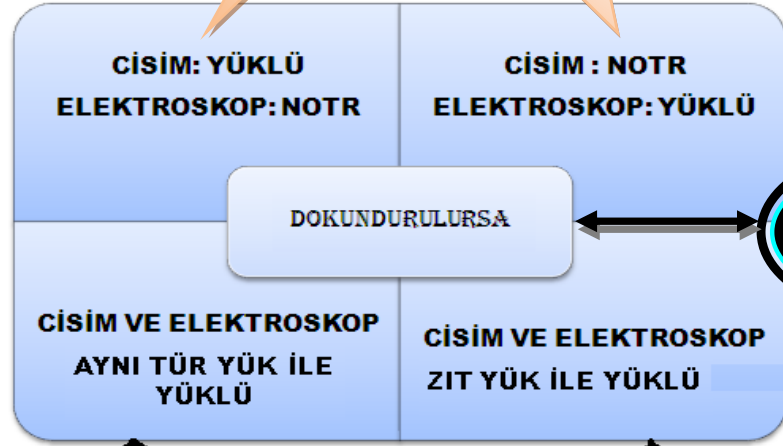 CİSİM: YÜKLÜ
ELEKTROSKOP: NOTR
CİSİM : NOTR
ELEKTROSKOP: YÜKLÜ
DOKUNDURULURSA
CİSİM VE ELEKTROSKOP
AYNI TÜR YÜK İLE
YÜKLÜ
CİSİM VE ELEKTROSKOP
ZIT YÜK İLE YÜKLÜ